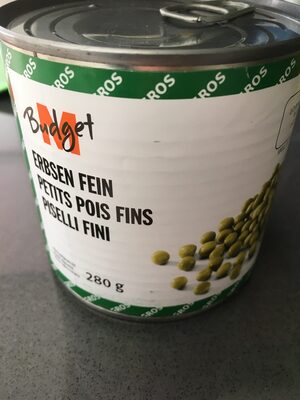 M
Budget
ERBSEN FEIN
PETITS POIS FINS
PISELLI FINI
280 g